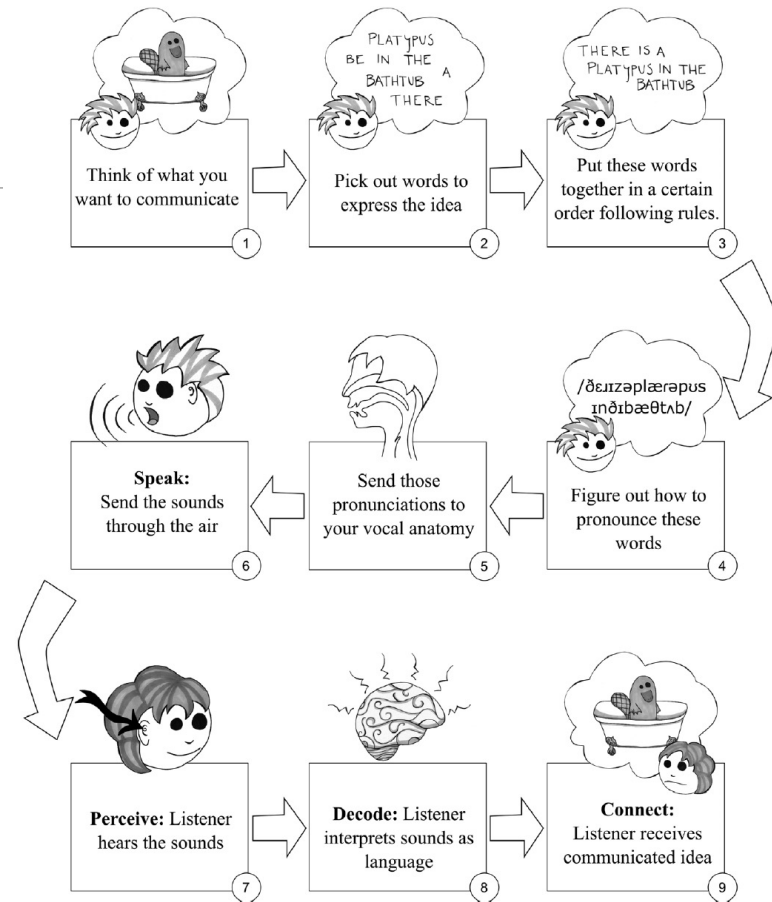 PLATYPUS
BE IN THE
BATHTUB A
THERE
THERE IS A
PLATYPUS IN THE
BATHTUB
Think of what you
want to communicate
1
Pick out words to
express the idea
2
Put these words
together in a certain
order following rules.
3
/ðɛɹɪzəplæɾəpʊs
ɪnðɪbæθtʌb/
Speak:
Send the sounds
through the air
6
Send those
pronunciations to
your vocal anatomy
5
Figure out how to
pronounce these
words
4
Perceive: Listener
hears the sounds
7
Decode: Listener
interprets sounds as
language
8
Connect:
Listener receives
communicated idea
9